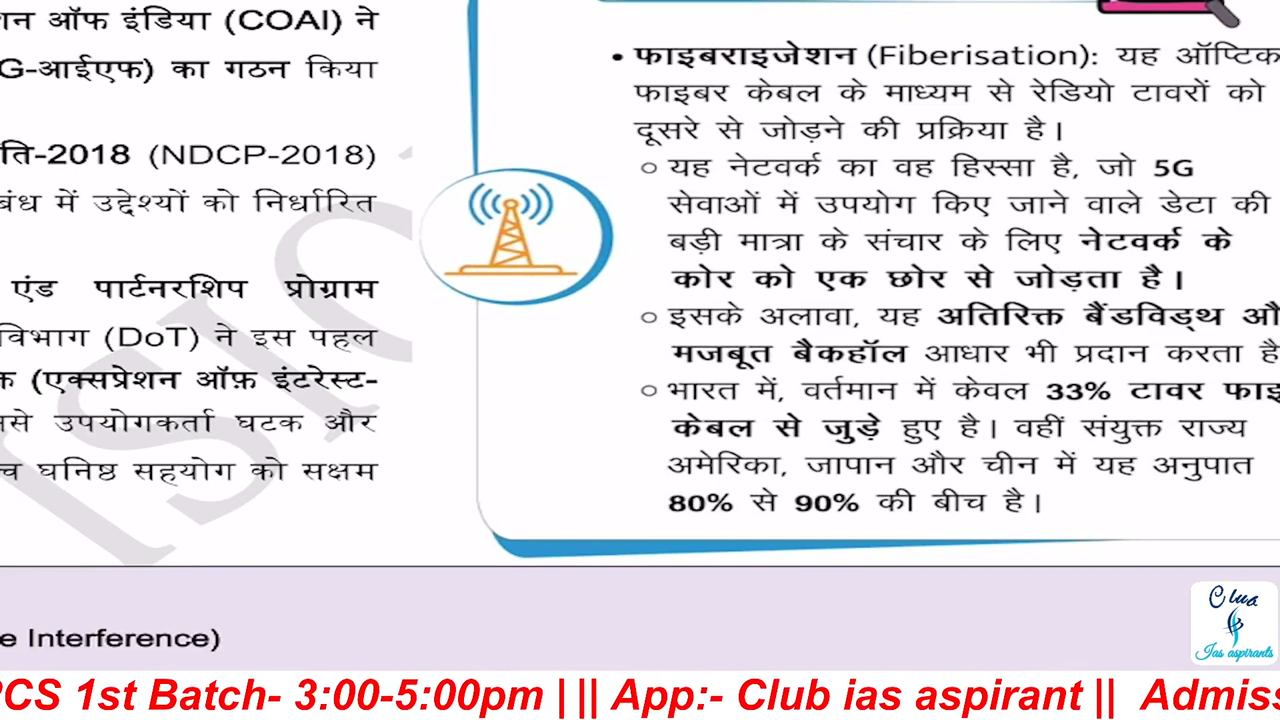 शन ऑफ इंडिया (COAI) ने
G-आईएफ) का गठन किया
ति-2018 (NDCP-2018)
बंध में उद्देश्यों को निर्धारित
एंड पार्टनरशिप प्रोग्राम
विभाग (DoT) ने इस पहल
(एक्सप्रेशन ऑफ़ इंटरेस्ट-
उपयोगकर्ता घटक और
घनिष्ठ सहयोग को सक्षम
• फाइबराइजेशन (Fiberisation): यह ऑप्टिक
फाइबर केबल के माध्यम से रेडियो टावरों को
दूसरे से जोड़ने की प्रक्रिया है।
○ यह नेटवर्क का वह हिस्सा है, जो 5G
सेवाओं में उपयोग किए जाने वाले डेटा की
बड़ी मात्रा के संचार के लिए नेटवर्क के
कोर को एक छोर से जोड़ता है।
○ इसके अलावा, यह अतिरिक्त बैंडविड्थ औ
मजबूत बैकहॉल आधार भी प्रदान करता है
○ भारत में, वर्तमान में केवल 33% टावर फाइ
केबल से जुड़े हुए है। वहीं संयुक्त राज्य
अमेरिका, जापान और चीन में यह अनुपात
80% से 90% की बीच है।
e Interference)
Club
Ias aspirants
PCS 1st Batch- 3:00-5:00pm | || App:- Club ias aspirant || Admiss